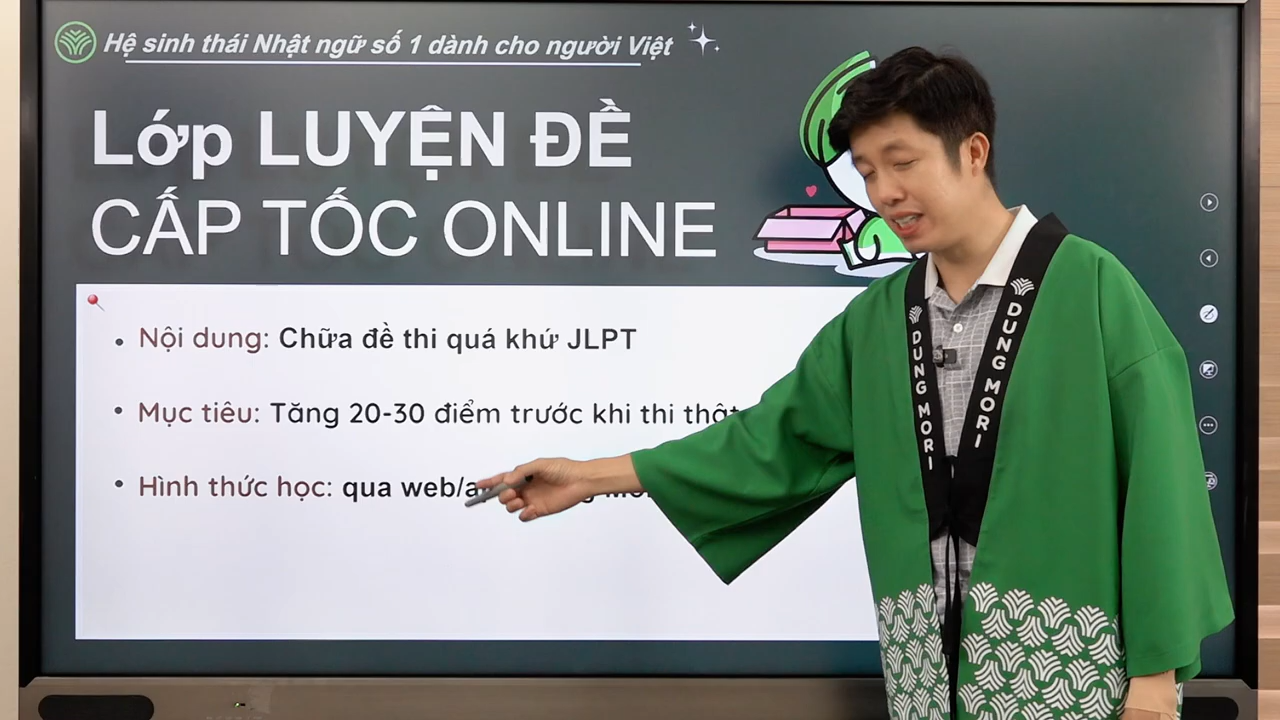 Hệ sinh thái Nhật ngữ số 1 dành cho người Việt
Lớp LUYỆN ĐỀ
CẤP TỐC ONLINE
Nội dung: Chữa đề thi quá khứ JLPT
Mục tiêu: Tăng 20-30 điểm trước khi thi thật
Hình thức học: qua web/
DUNG MORI
DUNG MORI